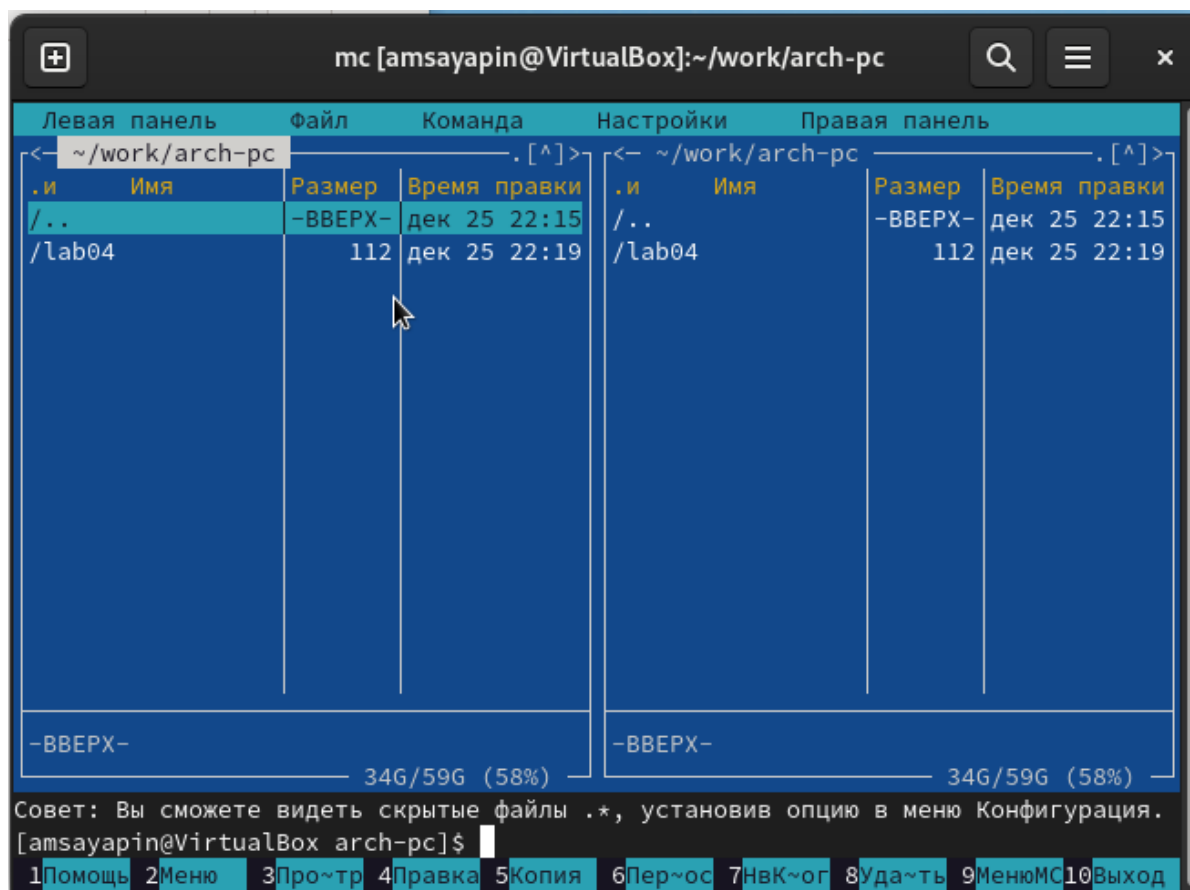 mc [amsayapin@VirtualBox]:~/work/arch-pc
Левая панель Файл Команда Настройки Правая панель
<— ~/work/arch-pc .[^]> <— ~/work/arch-pc .[^]>
.и Имя Размер Время правки .и Имя Размер Время правки
/.. -ВВЕРХ- дек 25 22:15 /.. -ВВЕРХ- дек 25 22:15
/lab04 112 дек 25 22:19 /lab04 112 дек 25 22:19
-ВВЕРХ- -ВВЕРХ-
34G/59G (58%) 34G/59G (58%)
Совет: Вы сможете видеть скрытые файлы .*, установив опцию в меню Конфигурация.
[amsayapin@VirtualBox arch-pc]$
1Помощь 2Меню 3Про~тр 4Правка 5Копия 6Пер~ос 7НвК~ог 8Уда~ть 9МенюMC 10Выход